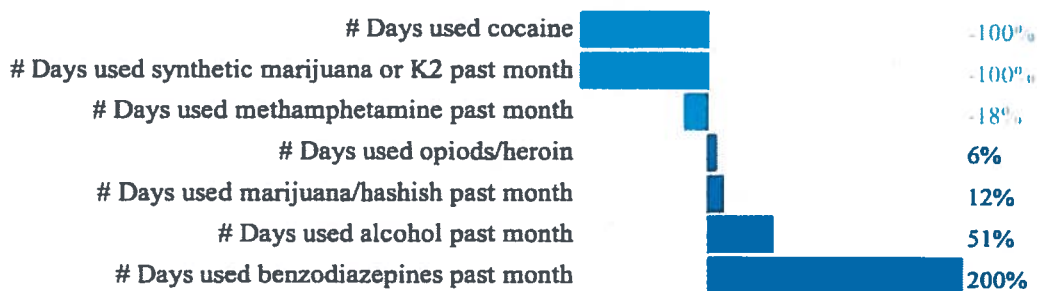 # Days used cocaine -100%
# Days used synthetic marijuana or K2 past month -100%
# Days used methamphetamine past month -18%
# Days used opiods/heroin 6%
# Days used marijuana/hashish past month 12%
# Days used alcohol past month 51%
# Days used benzodiazepines past month 200%